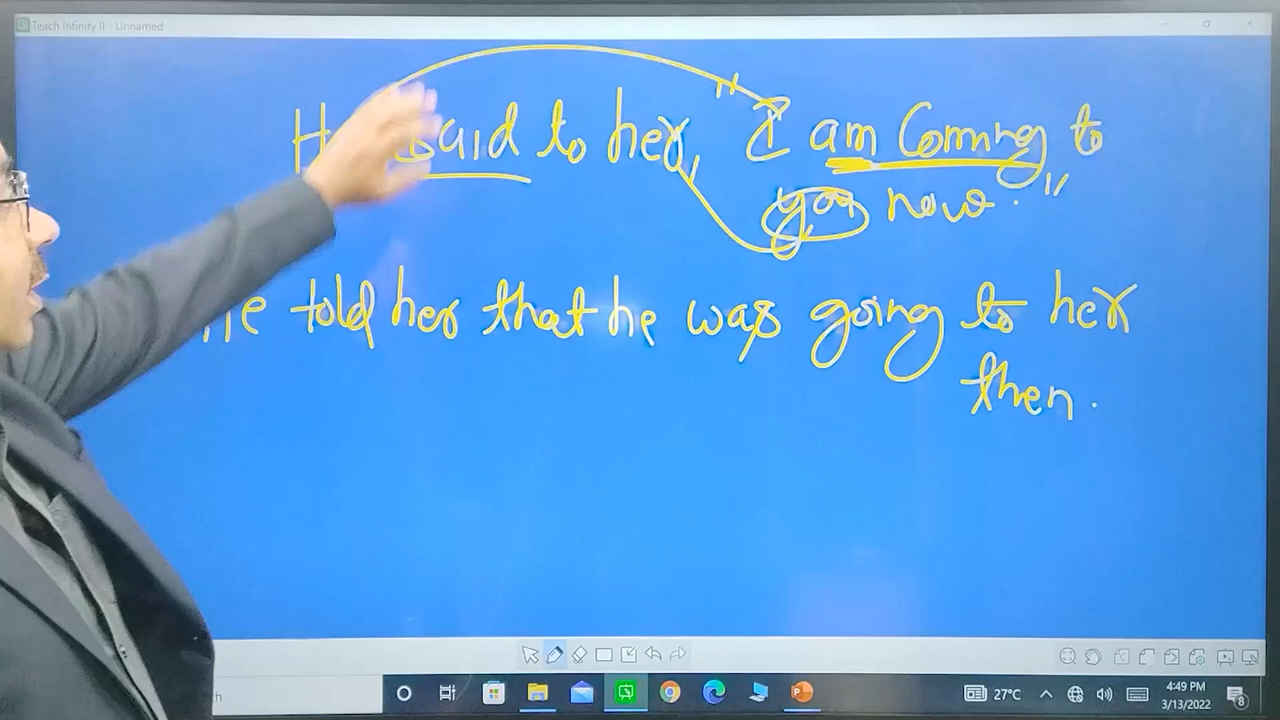 Teach Infinity II Unnamed
said to her, "I am Coming to
you now."
He told her that he was going to her
then.
27°C
4:49 PM
3/13/2022
8